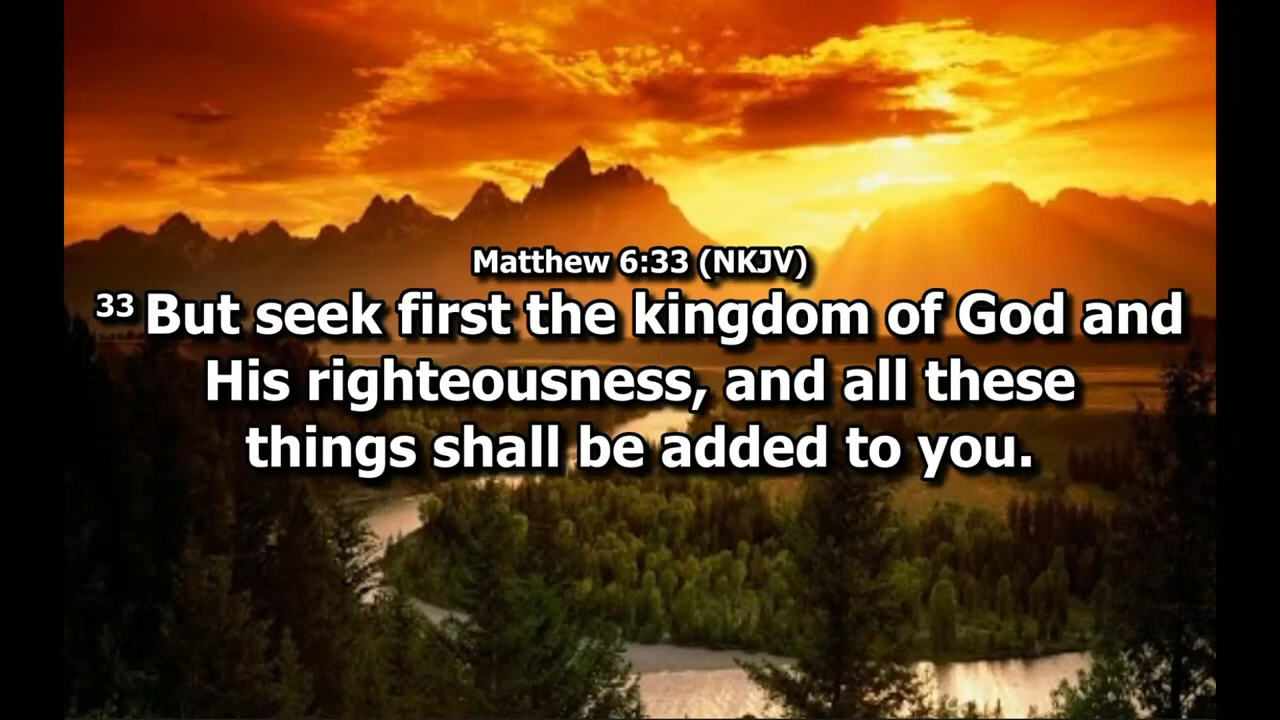 Matthew 6:33 (NKJV)
33 But seek first the kingdom of God and
His righteousness, and all these
things shall be added to you.